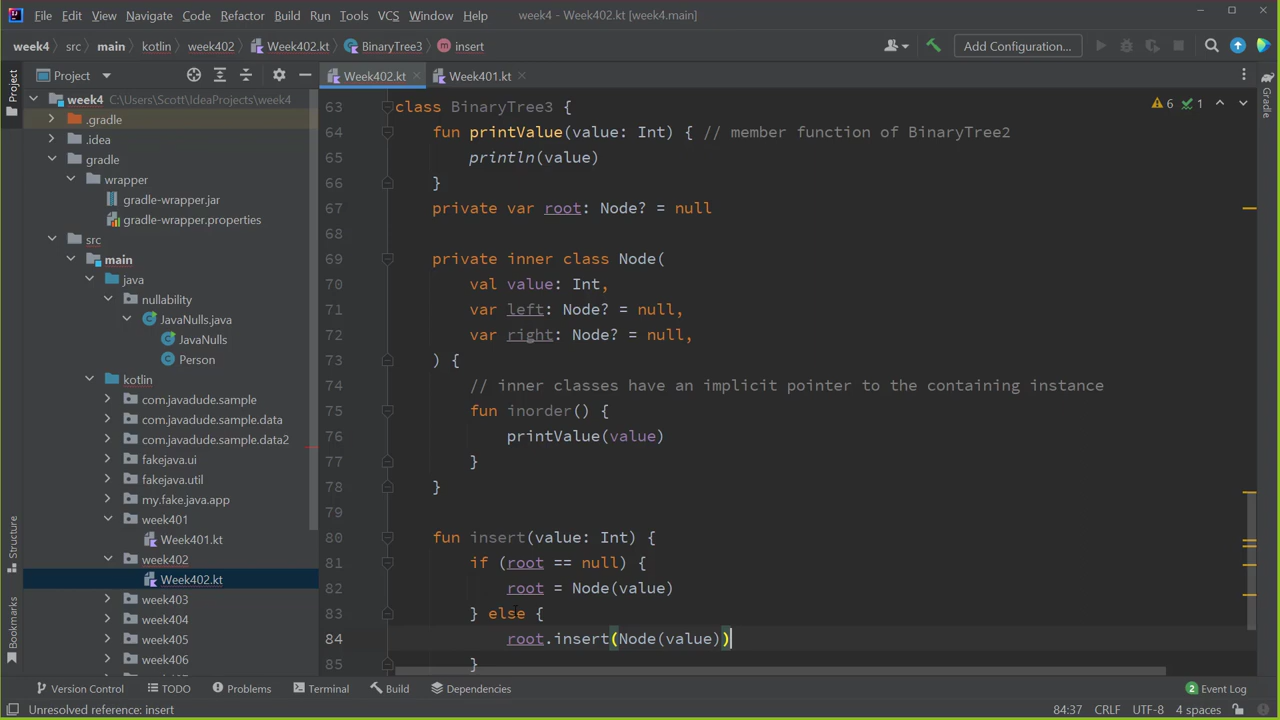 File Edit View Navigate Code Refactor Build Run Tools VCS Window Help week4 - Week402.kt [week4.main]
week4 src main kotlin week402 Week402.kt BinaryTree3 insert Add Configuration...
Project Week402.kt Week401.kt
Project
Structure
Bookmarks
Gradle
week4 C:\Users\Scott\IdeaProjects\week4
.gradle
.idea
gradle
wrapper
gradle-wrapper.jar
gradle-wrapper.properties
src
main
java
nullability
JavaNulls.java
JavaNulls
Person
kotlin
com.javadude.sample
com.javadude.sample.data
com.javadude.sample.data2
fakejava.ui
fakejava.util
my.fake.java.app
week401
Week401.kt
week402
Week402.kt
week403
week404
week405
week406
6 1
63 class BinaryTree3 {
64 fun printValue(value: Int) { // member function of BinaryTree2
65 println(value)
66 }
67 private var root: Node? = null
68
69 private inner class Node(
70 val value: Int,
71 var left: Node? = null,
72 var right: Node? = null,
73 ) {
74 // inner classes have an implicit pointer to the containing instance
75 fun inorder() {
76 printValue(value)
77 }
78 }
79
80 fun insert(value: Int) {
81 if (root == null) {
82 root = Node(value)
83 } else {
84 root.insert(Node(value))
85 }
Version Control TODO Problems Terminal Build Dependencies 2 Event Log
Unresolved reference: insert 84:37 CRLF UTF-8 4 spaces